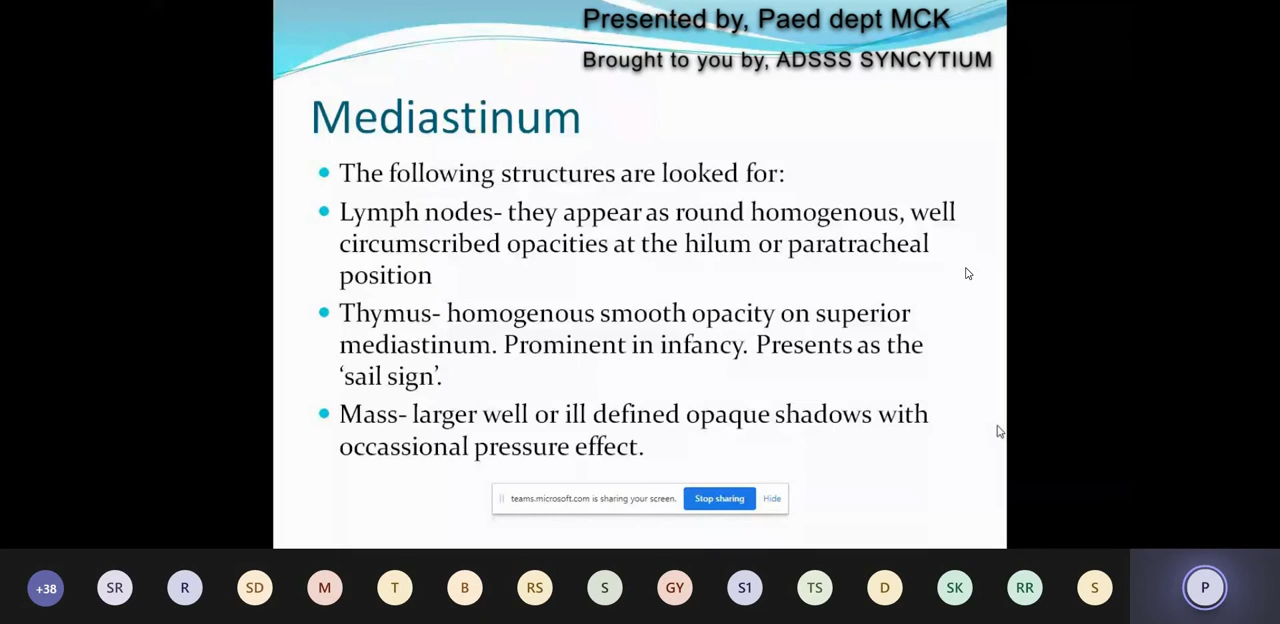 Presented by, Paed dept MCK
Brought to you by, ADSSS SYNCYTIUM
Mediastinum
The following structures are looked for:
Lymph nodes- they appear as round homogenous, well
circumscribed opacities at the hilum or paratracheal
position
Thymus- homogenous smooth opacity on superior
mediastinum. Prominent in infancy. Presents as the
‘sail sign’.
Mass- larger well or ill defined opaque shadows with
occassional pressure effect.
teams.microsoft.com is sharing your screen. Stop sharing Hide
+38 SR R SD M T B RS S GY S1 TS D SK RR S P